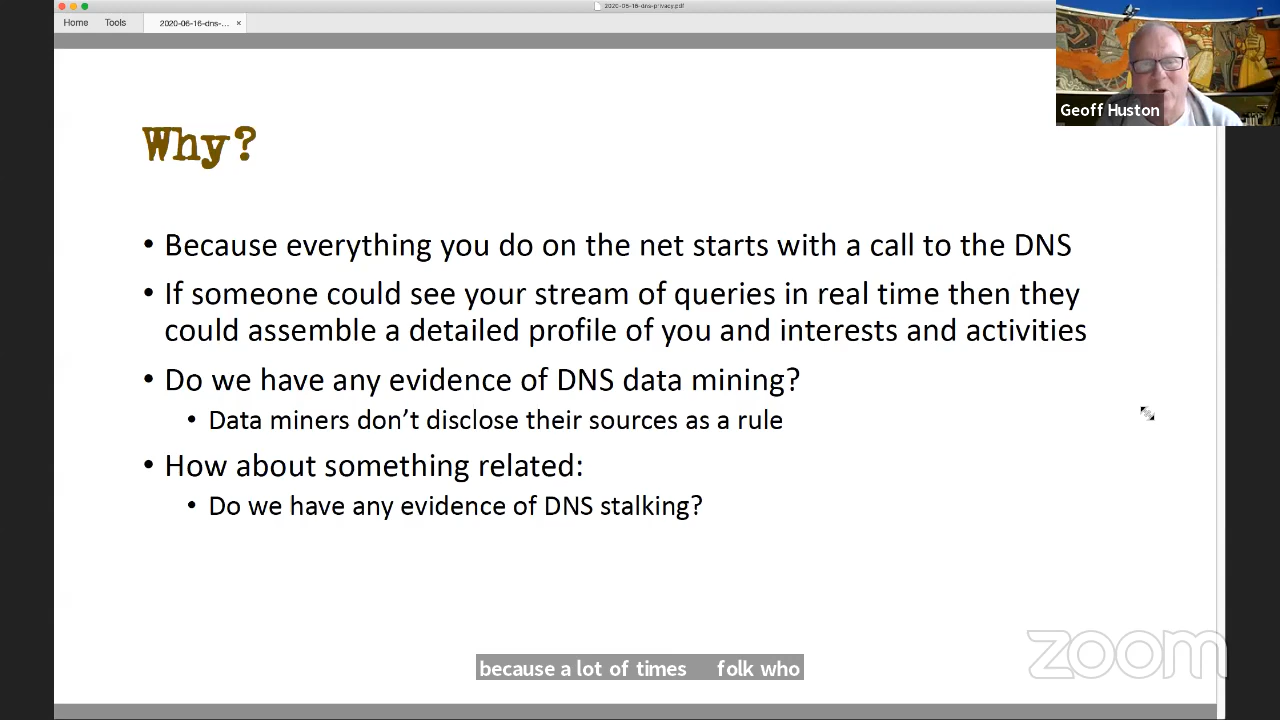 2020-06-16-dns-privacy.pdf
Home Tools 2020-06-16-dns-... ×
Geoff Huston
Why?
• Because everything you do on the net starts with a call to the DNS
• If someone could see your stream of queries in real time then they
could assemble a detailed profile of you and interests and activities
• Do we have any evidence of DNS data mining?
• Data miners don’t disclose their sources as a rule
• How about something related:
• Do we have any evidence of DNS stalking?
zoom
because a lot of times folk who